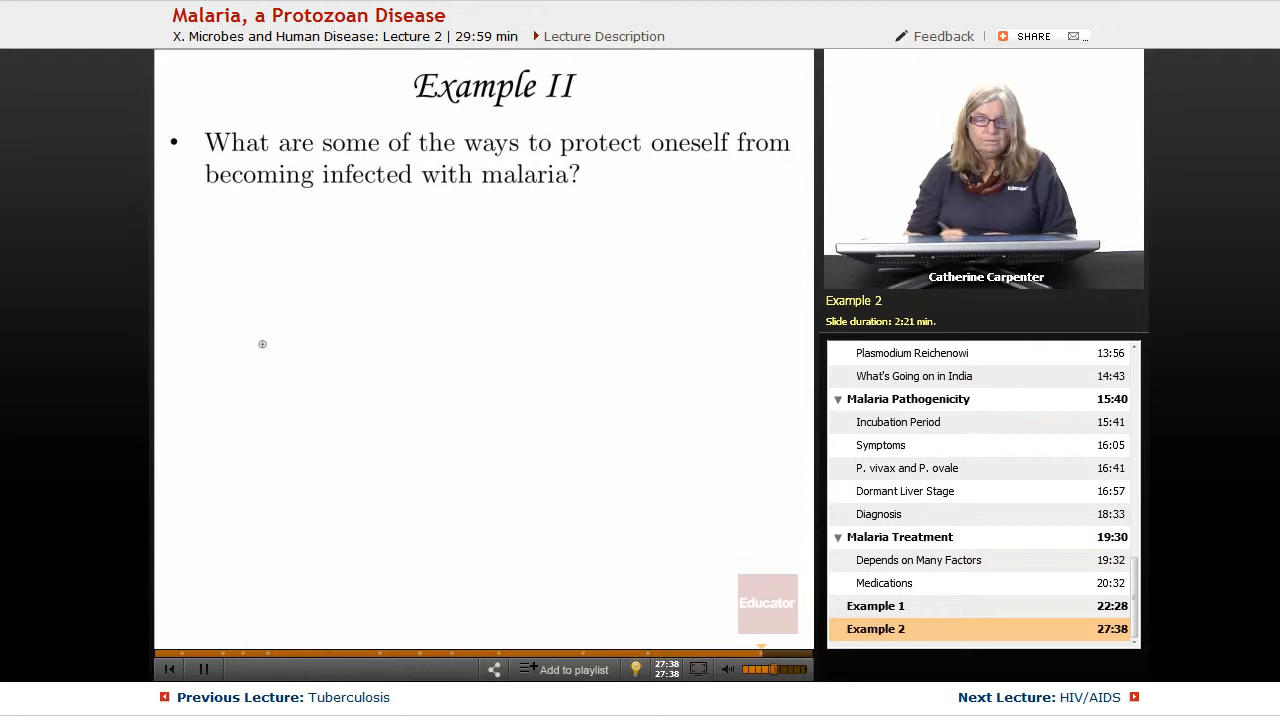 Malaria, a Protozoan Disease
X. Microbes and Human Disease: Lecture 2 | 29:59 min
Lecture Description
Feedback
SHARE
...
Example II
• What are some of the ways to protect oneself from
becoming infected with malaria?
Educator
Catherine Carpenter
Example 2
Slide duration: 2:21 min.
Plasmodium Reichenowi 13:56
What's Going on in India 14:43
Malaria Pathogenicity 15:40
Incubation Period 15:41
Symptoms 16:05
P. vivax and P. ovale 16:41
Dormant Liver Stage 16:57
Diagnosis 18:33
Malaria Treatment 19:30
Depends on Many Factors 19:32
Medications 20:32
Example 1 22:28
Example 2 27:38
Educator
Add to playlist
27:38
27:38
Previous Lecture: Tuberculosis
Next Lecture: HIV/AIDS